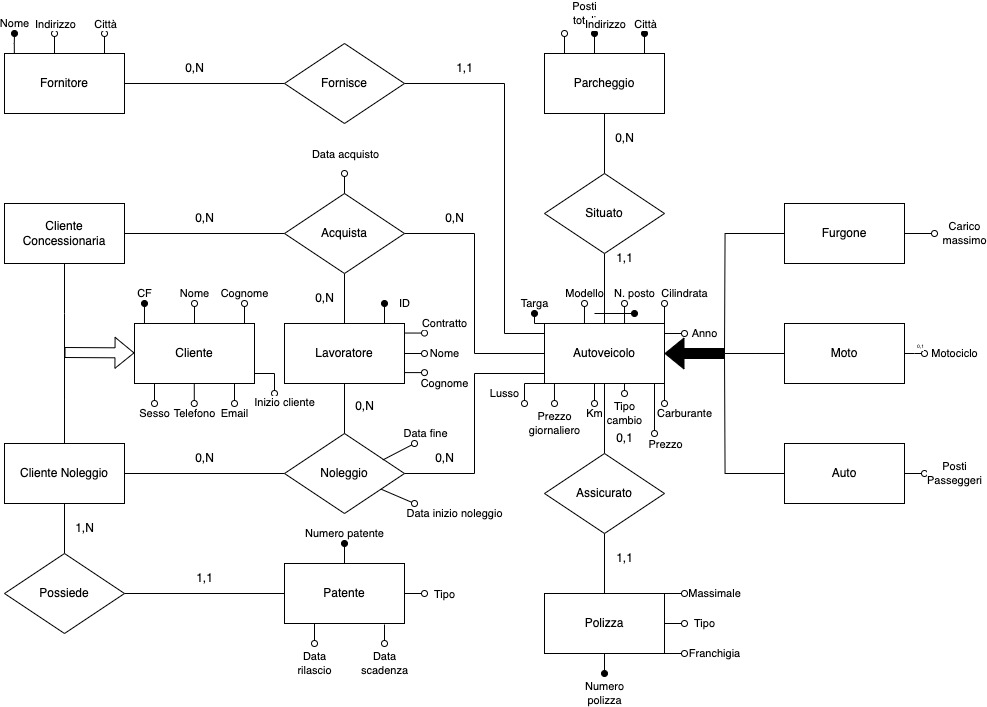 Posti
tot
Nome
Indirizzo
Città
Indirizzo
Città
Fornitore
0,N
Fornisce
1,1
Parcheggio
0,N
Data acquisto
Cliente
Concessionaria
0,N
Acquista
0,N
Situato
Furgone
Carico
massimo
1,1
CF
Nome
Cognome
0,N
ID
Targa
Modello
N. posto
Cilindrata
Contratto
Anno
Cliente
Lavoratore
Nome
Autoveicolo
Moto
0,1
Motociclo
Cognome
Sesso
Telefono
Email
Inizio cliente
0,N
Lusso
Prezzo
giornaliero
Km
Tipo
cambio
Carburante
Data fine
0,1
Prezzo
Cliente Noleggio
0,N
Noleggio
0,N
Auto
Posti
Passeggeri
Assicurato
Data inizio noleggio
1,N
Numero patente
1,1
Possiede
1,1
Patente
Tipo
Massimale
Polizza
Tipo
Franchigia
Data
rilascio
Data
scadenza
Numero
polizza